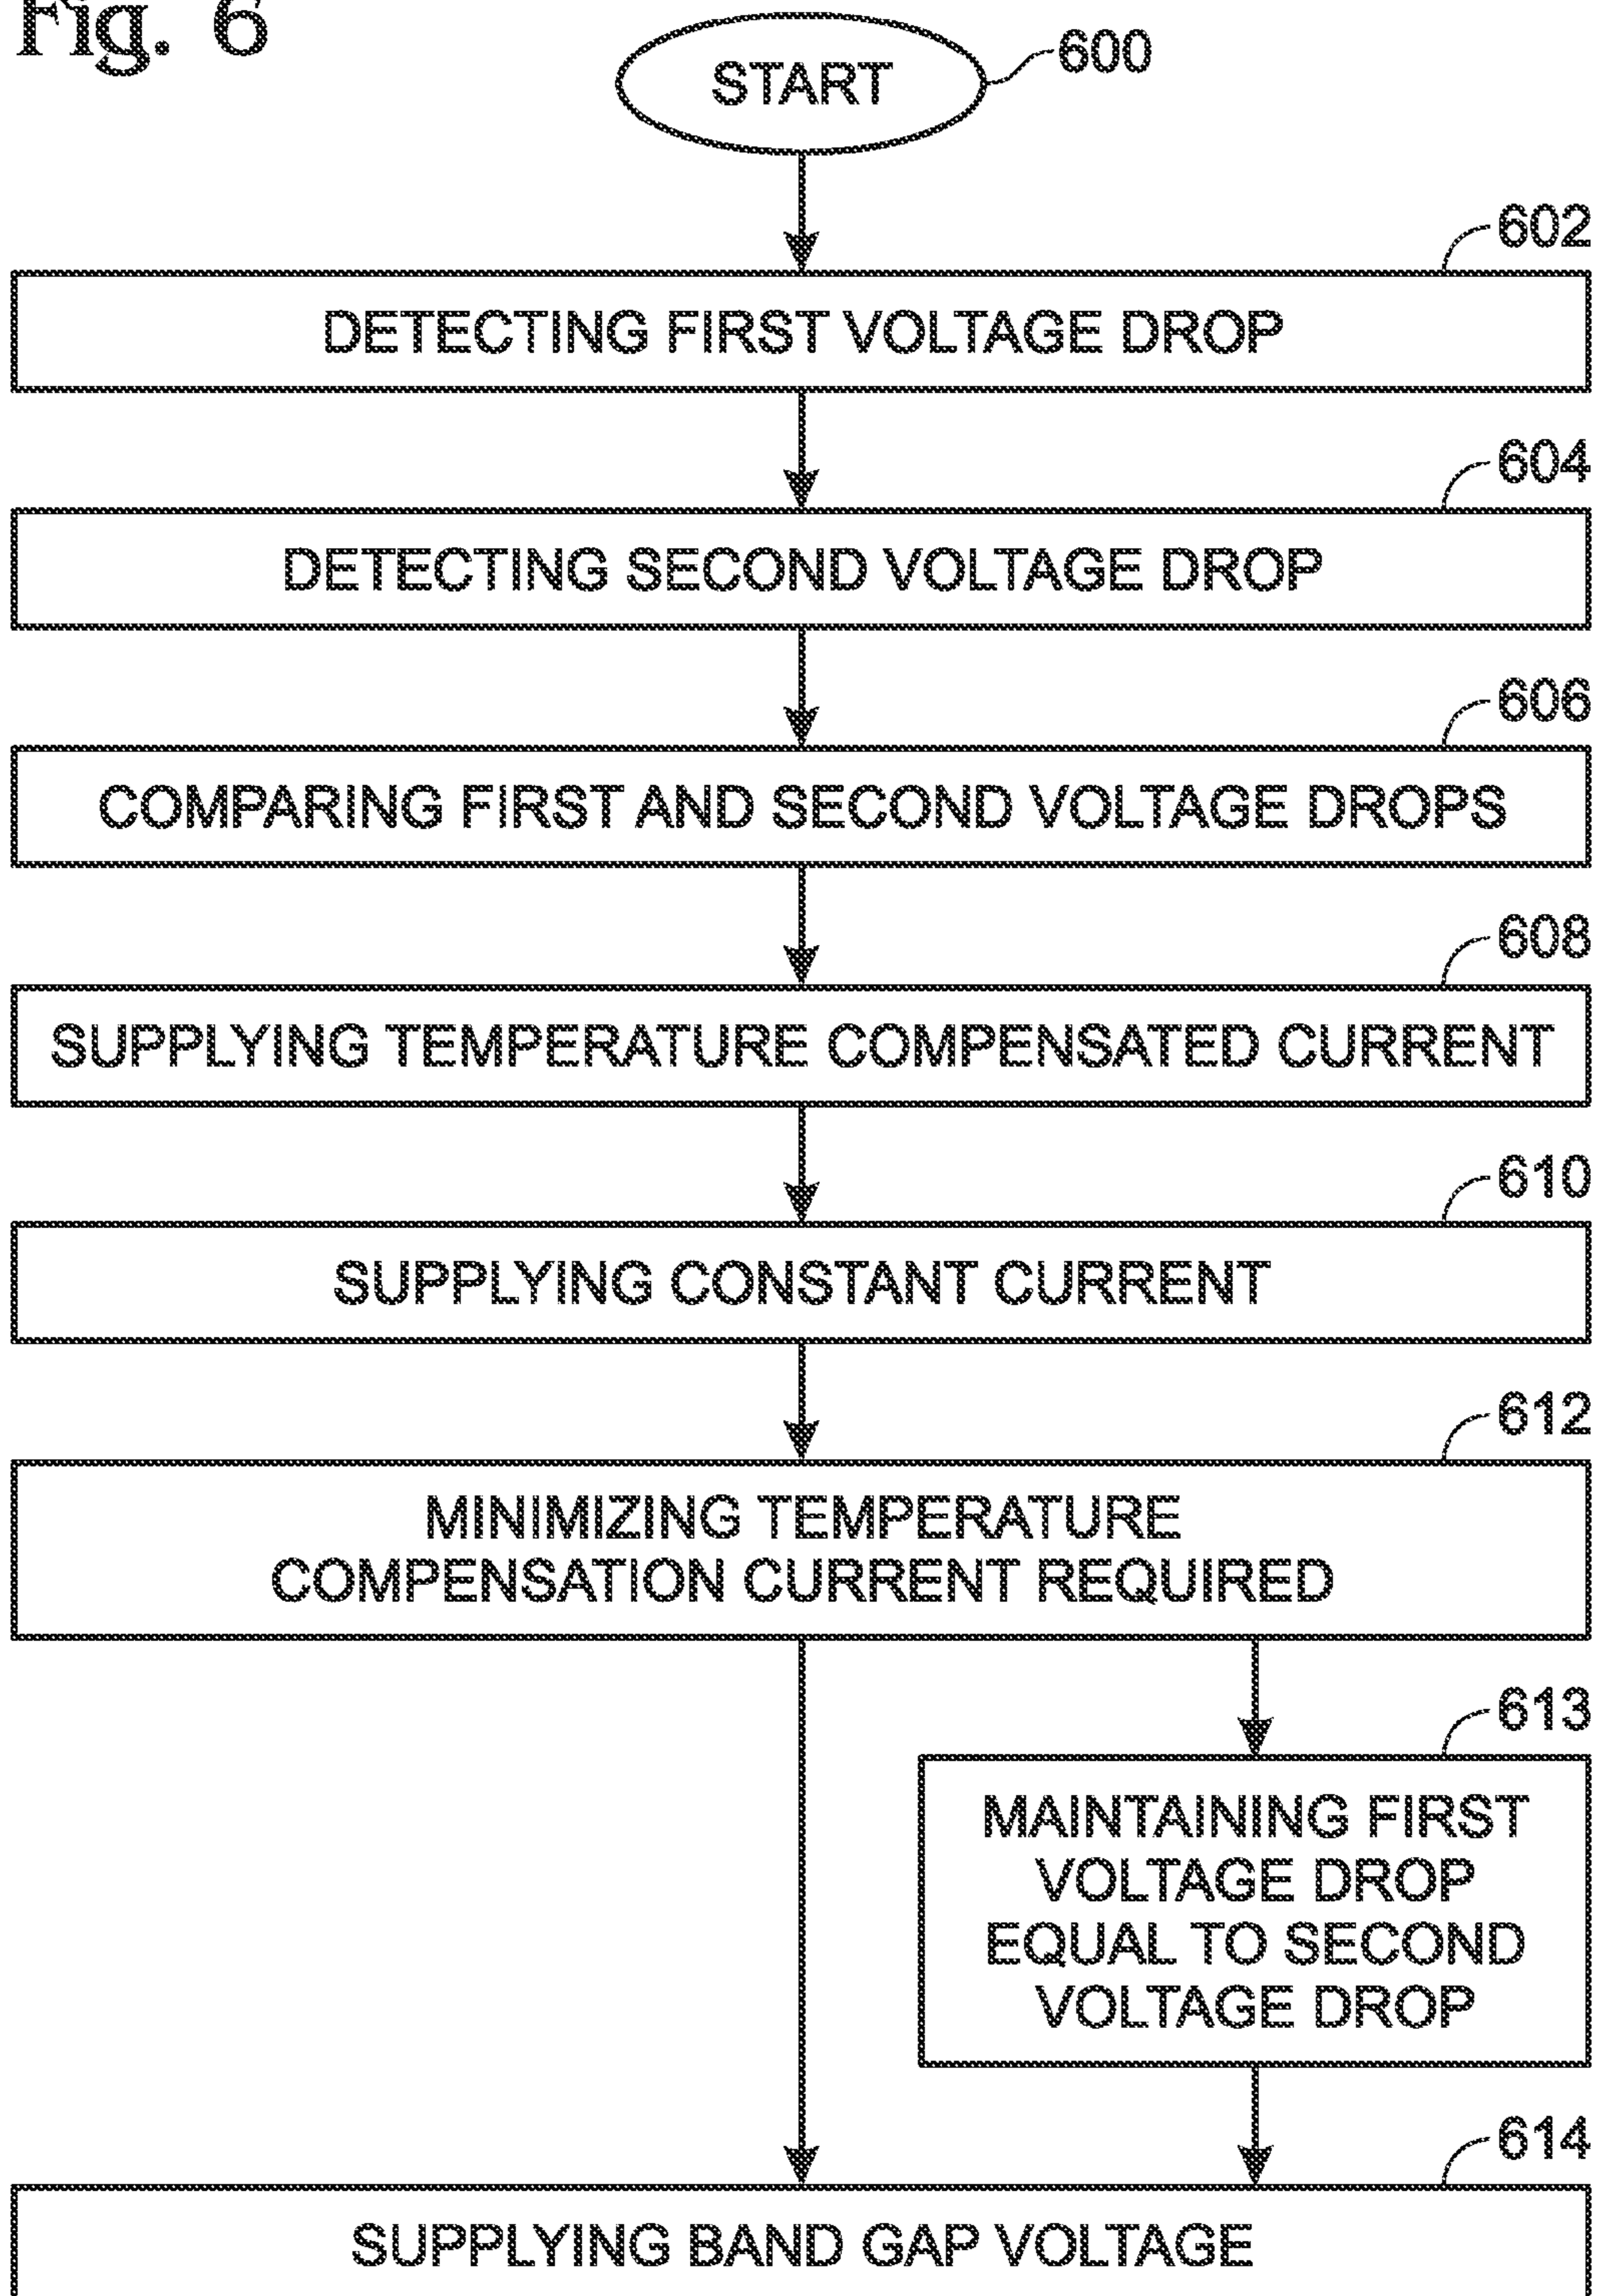 Fig. 6
START
600
602
DETECTING FIRST VOLTAGE DROP
604
DETECTING SECOND VOLTAGE DROP
606
COMPARING FIRST AND SECOND VOLTAGE DROPS
608
SUPPLYING TEMPERATURE COMPENSATED CURRENT
610
SUPPLYING CONSTANT CURRENT
612
MINIMIZING TEMPERATURE
COMPENSATION CURRENT REQUIRED
613
MAINTAINING FIRST
VOLTAGE DROP
EQUAL TO SECOND
VOLTAGE DROP
614
SUPPLYING BAND GAP VOLTAGE